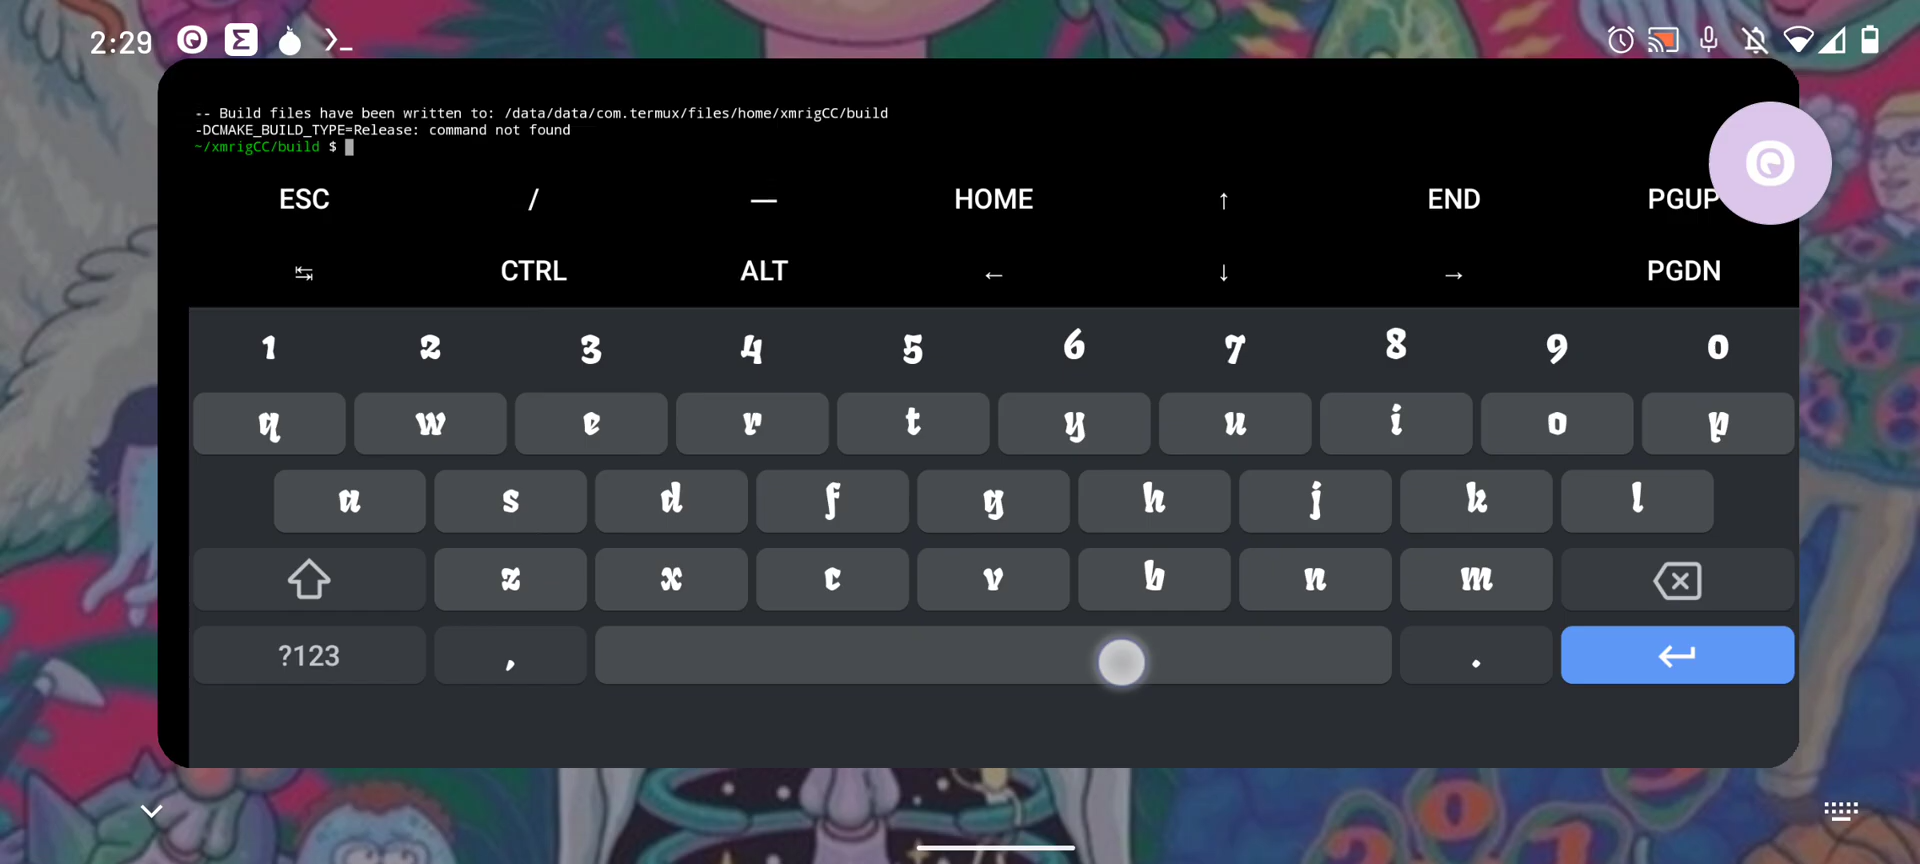 2:29
-- Build files have been written to: /data/data/com.termux/files/home/xmrigCC/build
-DCMAKE_BUILD_TYPE=Release: command not found
~/xmrigCC/build $
ESC / — HOME ↑ END PGUP
⇆ CTRL ALT ← ↓ → PGDN
1 2 3 4 5 6 7 8 9 0
q w e r t y u i o p
a s d f g h j k l
z x c v b n m
?123 , .